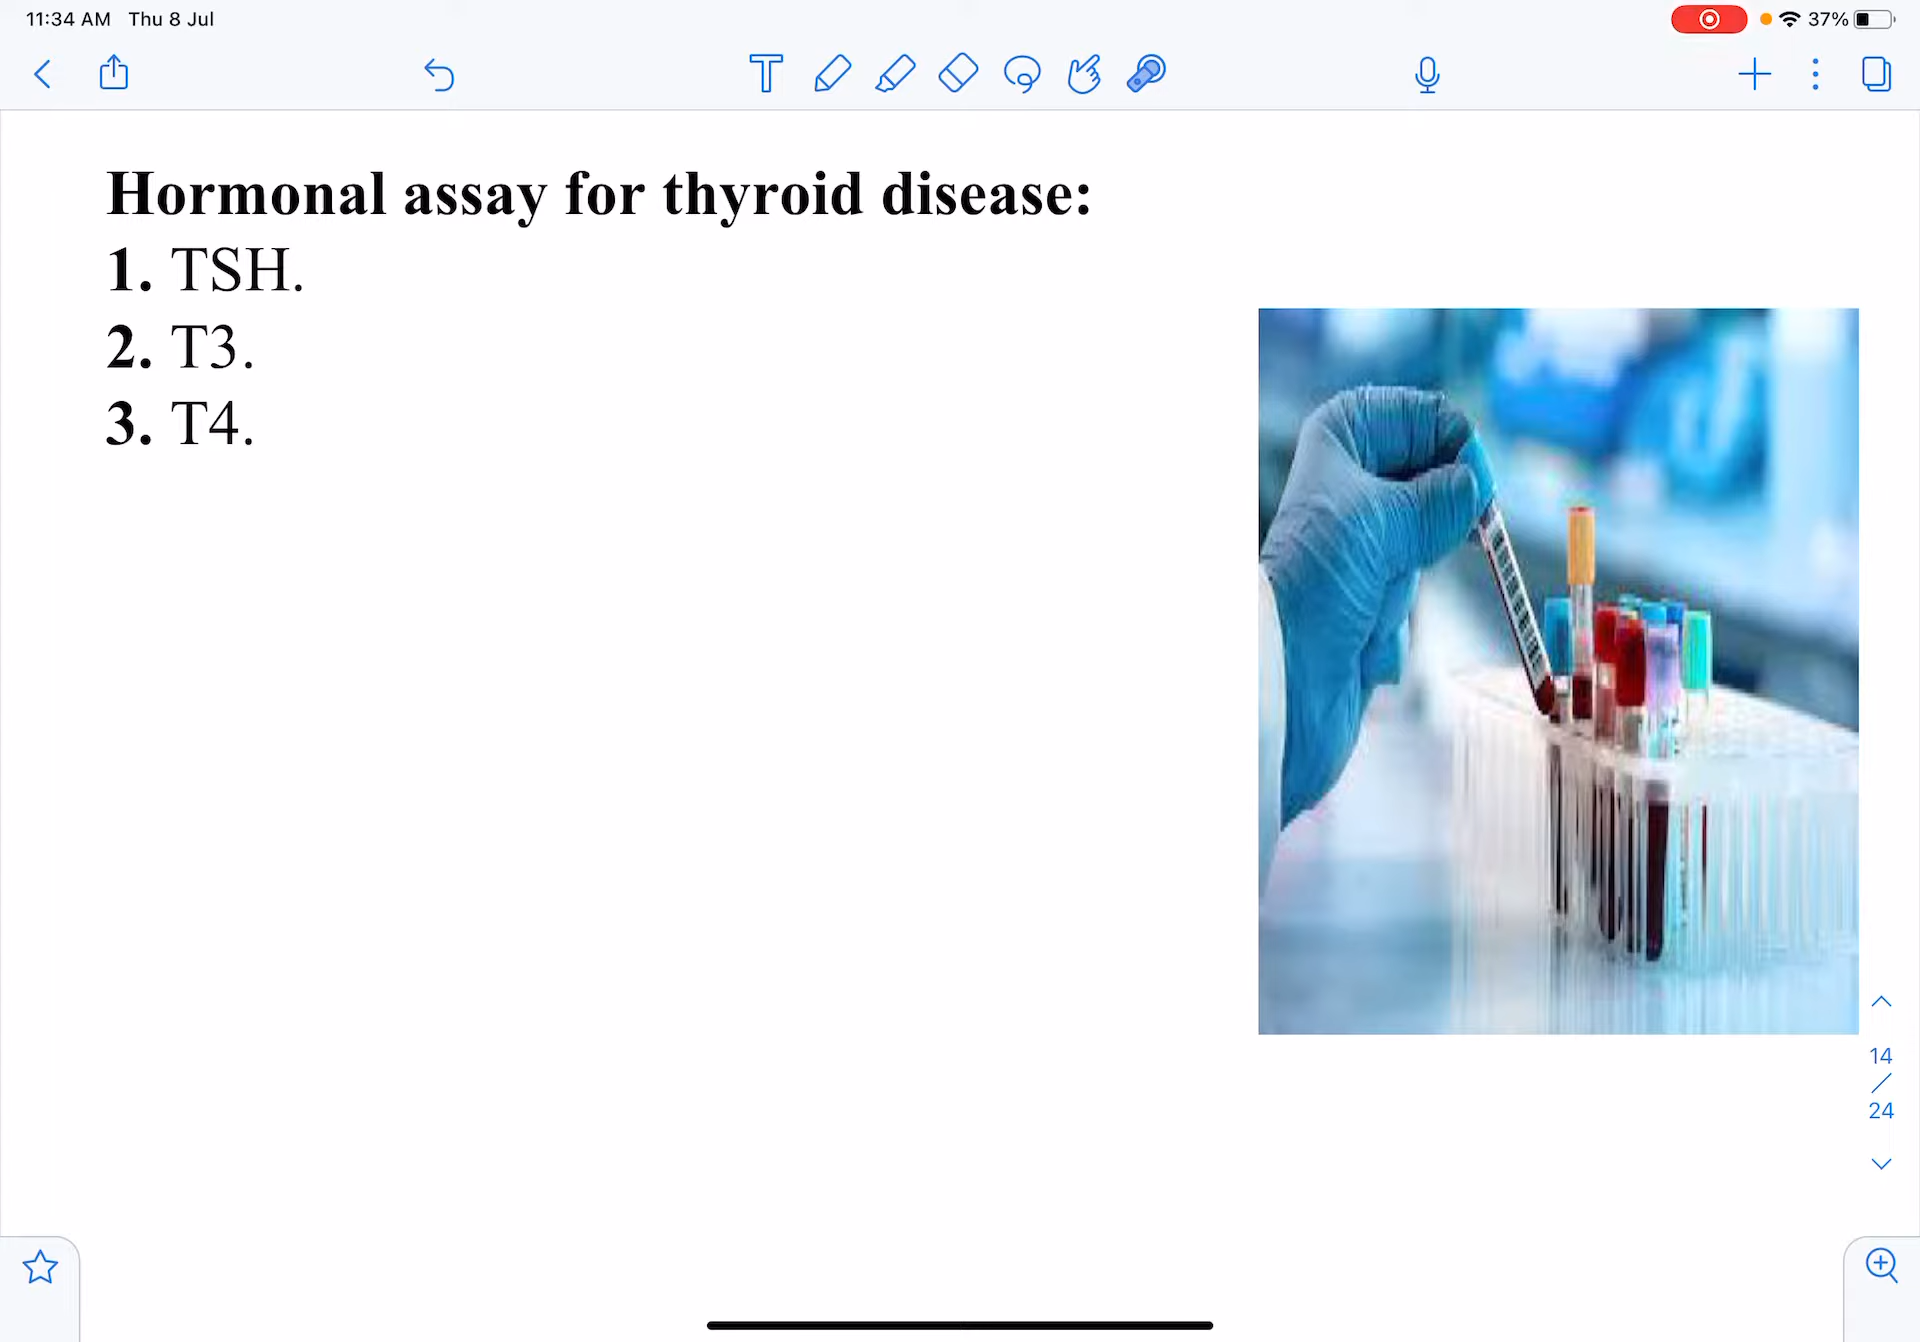 11:34 AM Thu 8 Jul
37%
Hormonal assay for thyroid disease:
1. TSH.
2. T3.
3. T4.
14
/
24